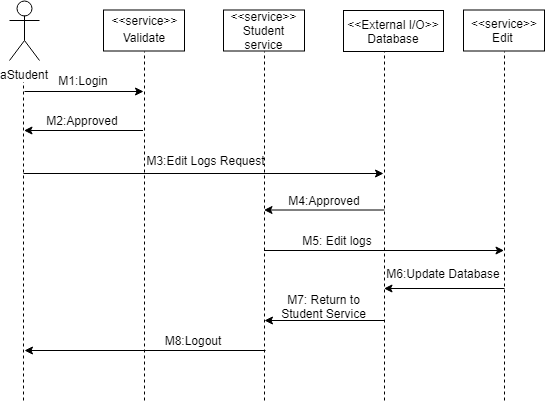 <<service>>
Validate
<<service>>
Student
service
<<External I/O>>
Database
<<service>>
Edit
aStudent
M1:Login
M2:Approved
M3:Edit Logs Request
M4:Approved
M5: Edit logs
M6:Update Database
M7: Return to
Student Service
M8:Logout